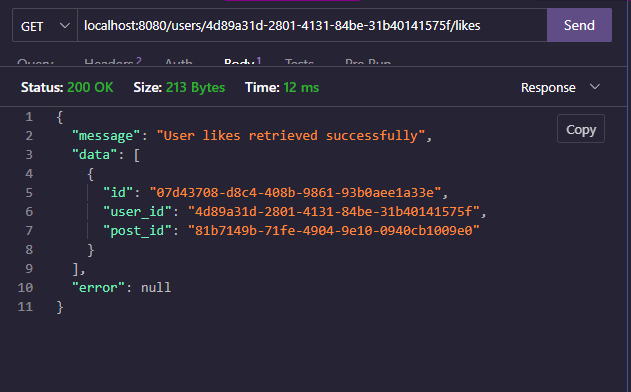 GET localhost:8080/users/4d89a31d-2801-4131-84be-31b40141575f/likes Send
Query Headers 2 Auth Body 1 Tests Pre Run
Status: 200 OK Size: 213 Bytes Time: 12 ms Response
1 {
Copy
2 "message": "User likes retrieved successfully",
3 "data": [
4 {
5 "id": "07d43708-d8c4-408b-9861-93b0aee1a33e",
6 "user_id": "4d89a31d-2801-4131-84be-31b40141575f",
7 "post_id": "81b7149b-71fe-4904-9e10-0940cb1009e0"
8 }
9 ],
10 "error": null
11 }